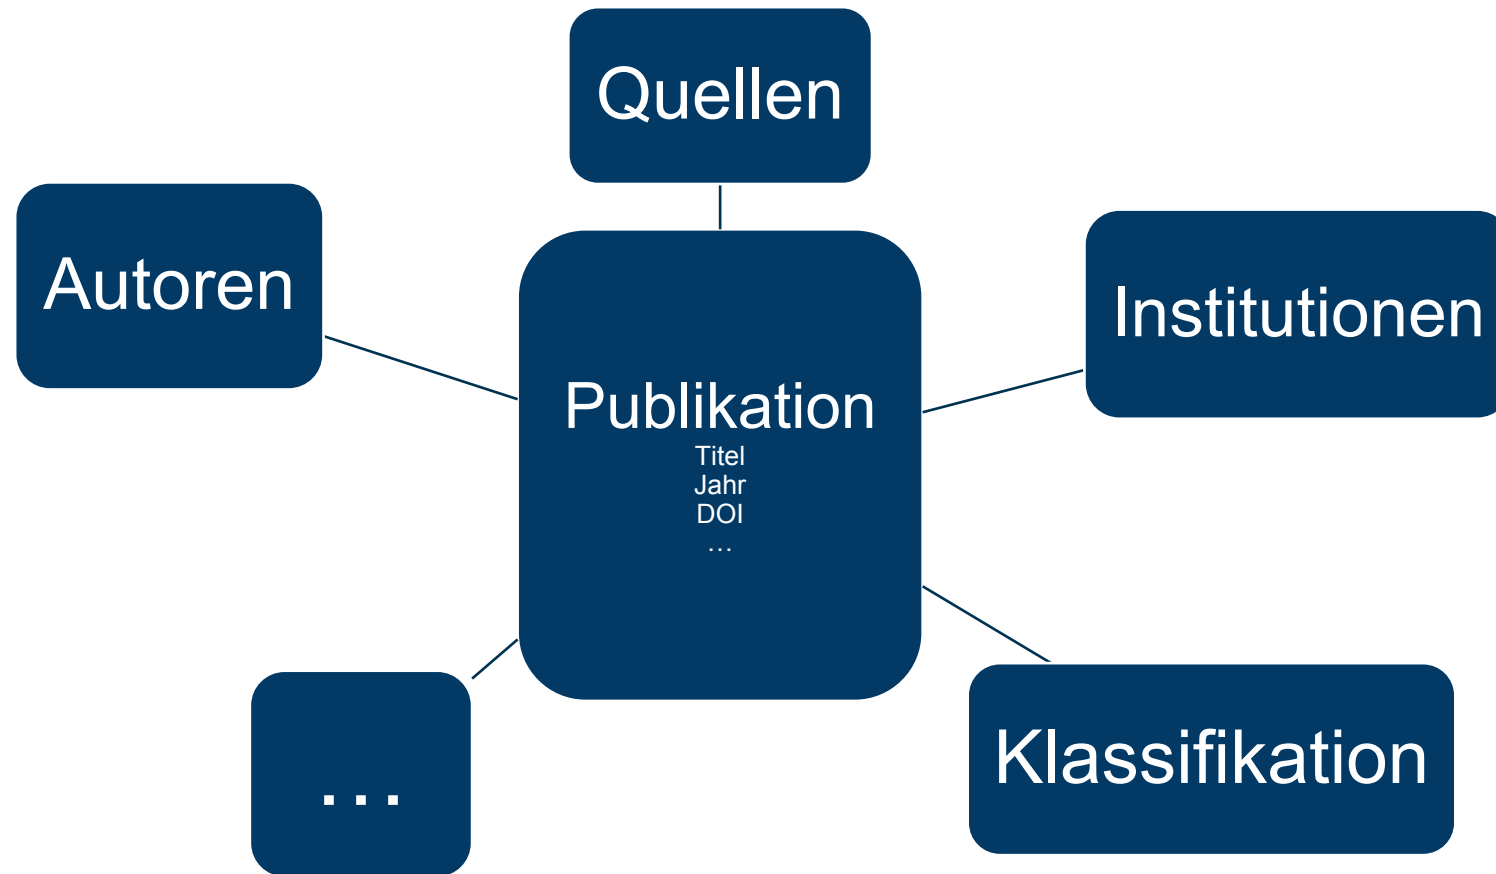 Quellen
Autoren
Institutionen
Publikation
Titel
Jahr
DOI
…
Klassifikation
…